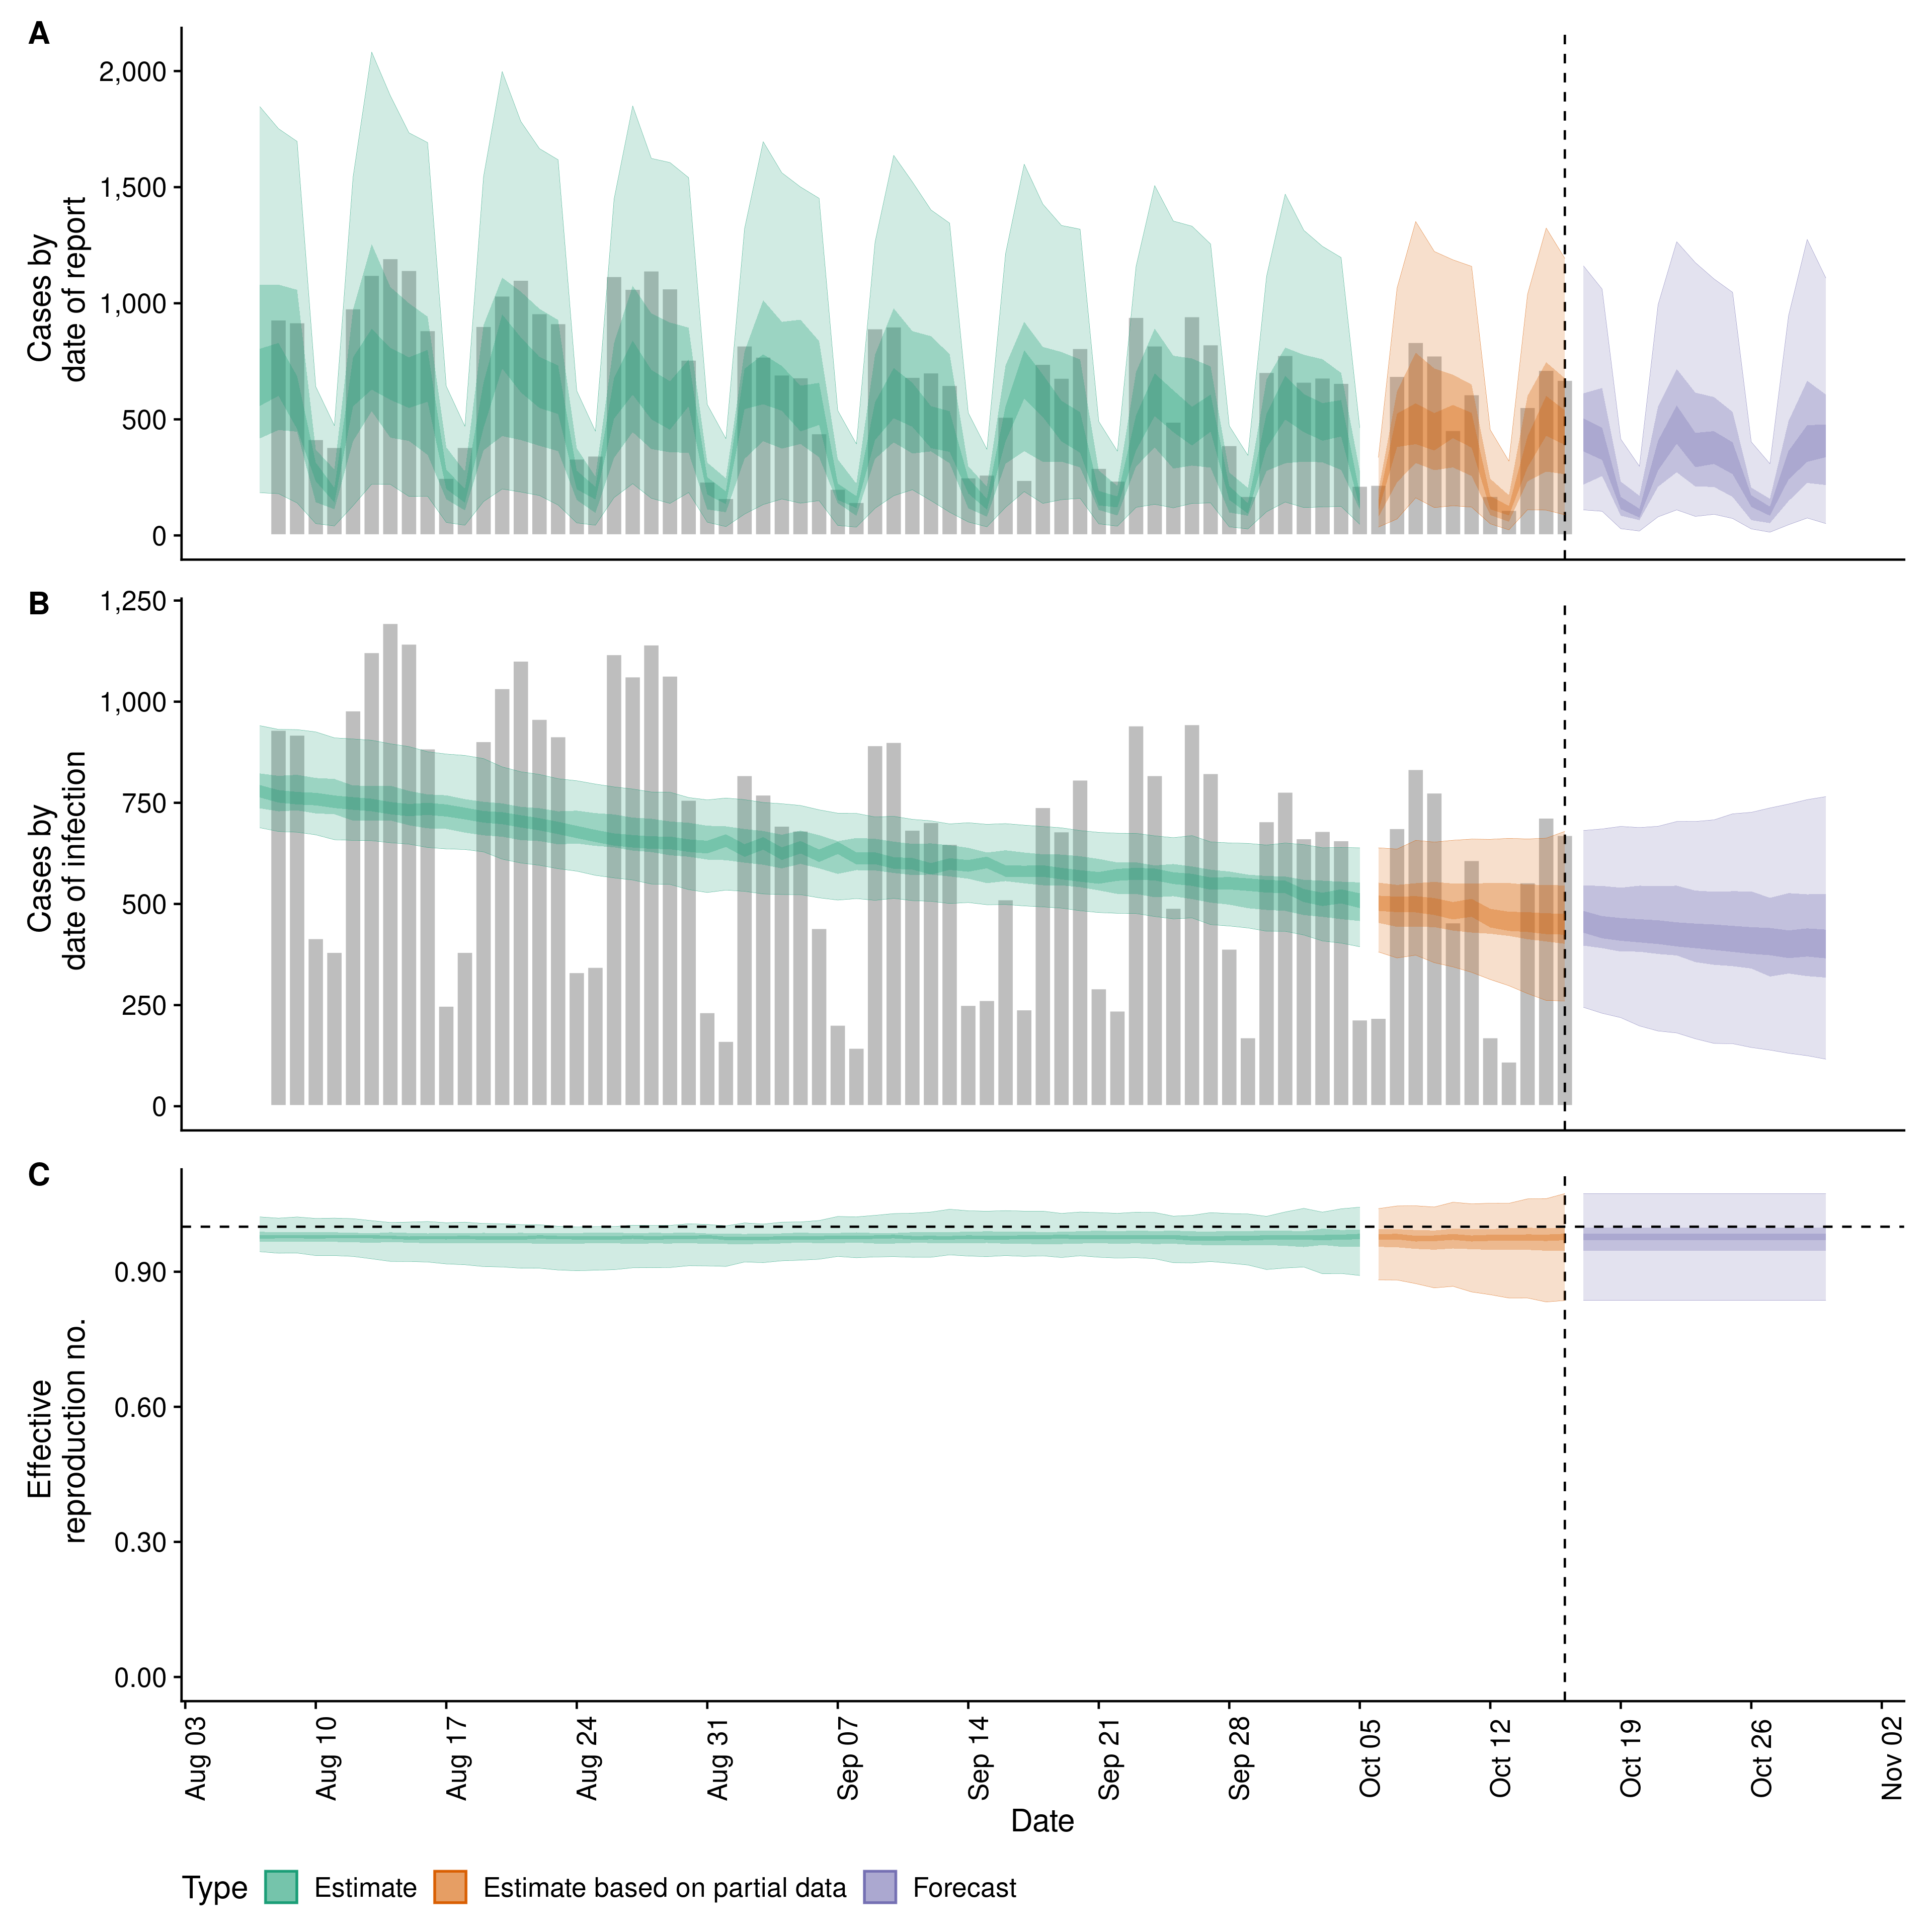 A
Cases by
date of report
2,000
1,500
1,000
500
0
B
Cases by
date of infection
1,250
1,000
750
500
250
0
C
Effective
reproduction no.
0.90
0.60
0.30
0.00
Aug 03
Aug 10
Aug 17
Aug 24
Aug 31
Sep 07
Sep 14
Sep 21
Sep 28
Oct 05
Oct 12
Oct 19
Oct 26
Nov 02
Date
Type Estimate Estimate based on partial data Forecast